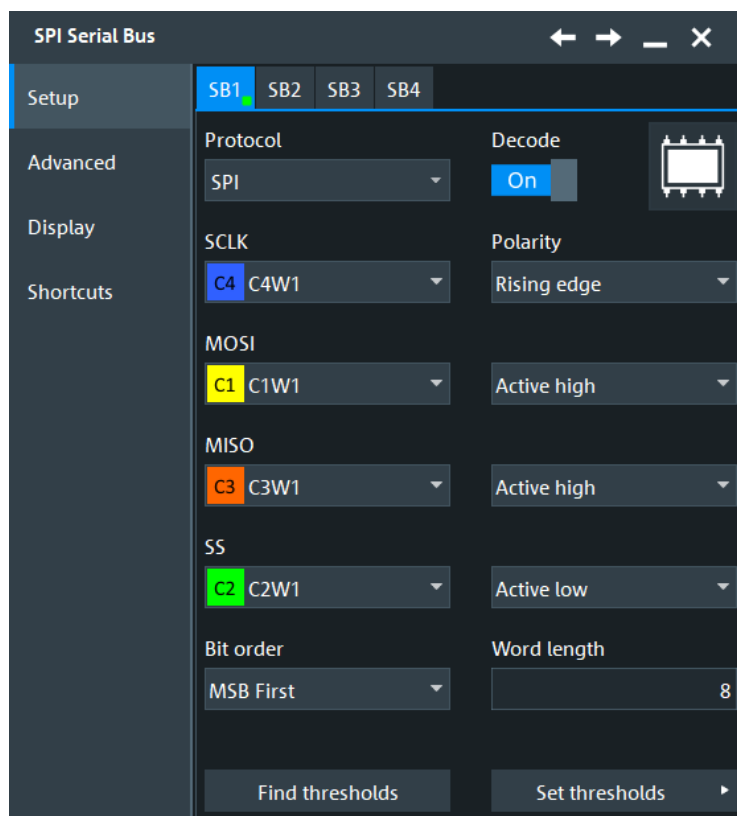 SPI Serial Bus
Setup
Advanced
Display
Shortcuts
SB1 SB2 SB3 SB4
Protocol Decode
SPI On
SCLK Polarity
C4 C4W1 Rising edge
MOSI
C1 C1W1 Active high
MISO
C3 C3W1 Active high
SS
C2 C2W1 Active low
Bit order Word length
MSB First 8
Find thresholds Set thresholds